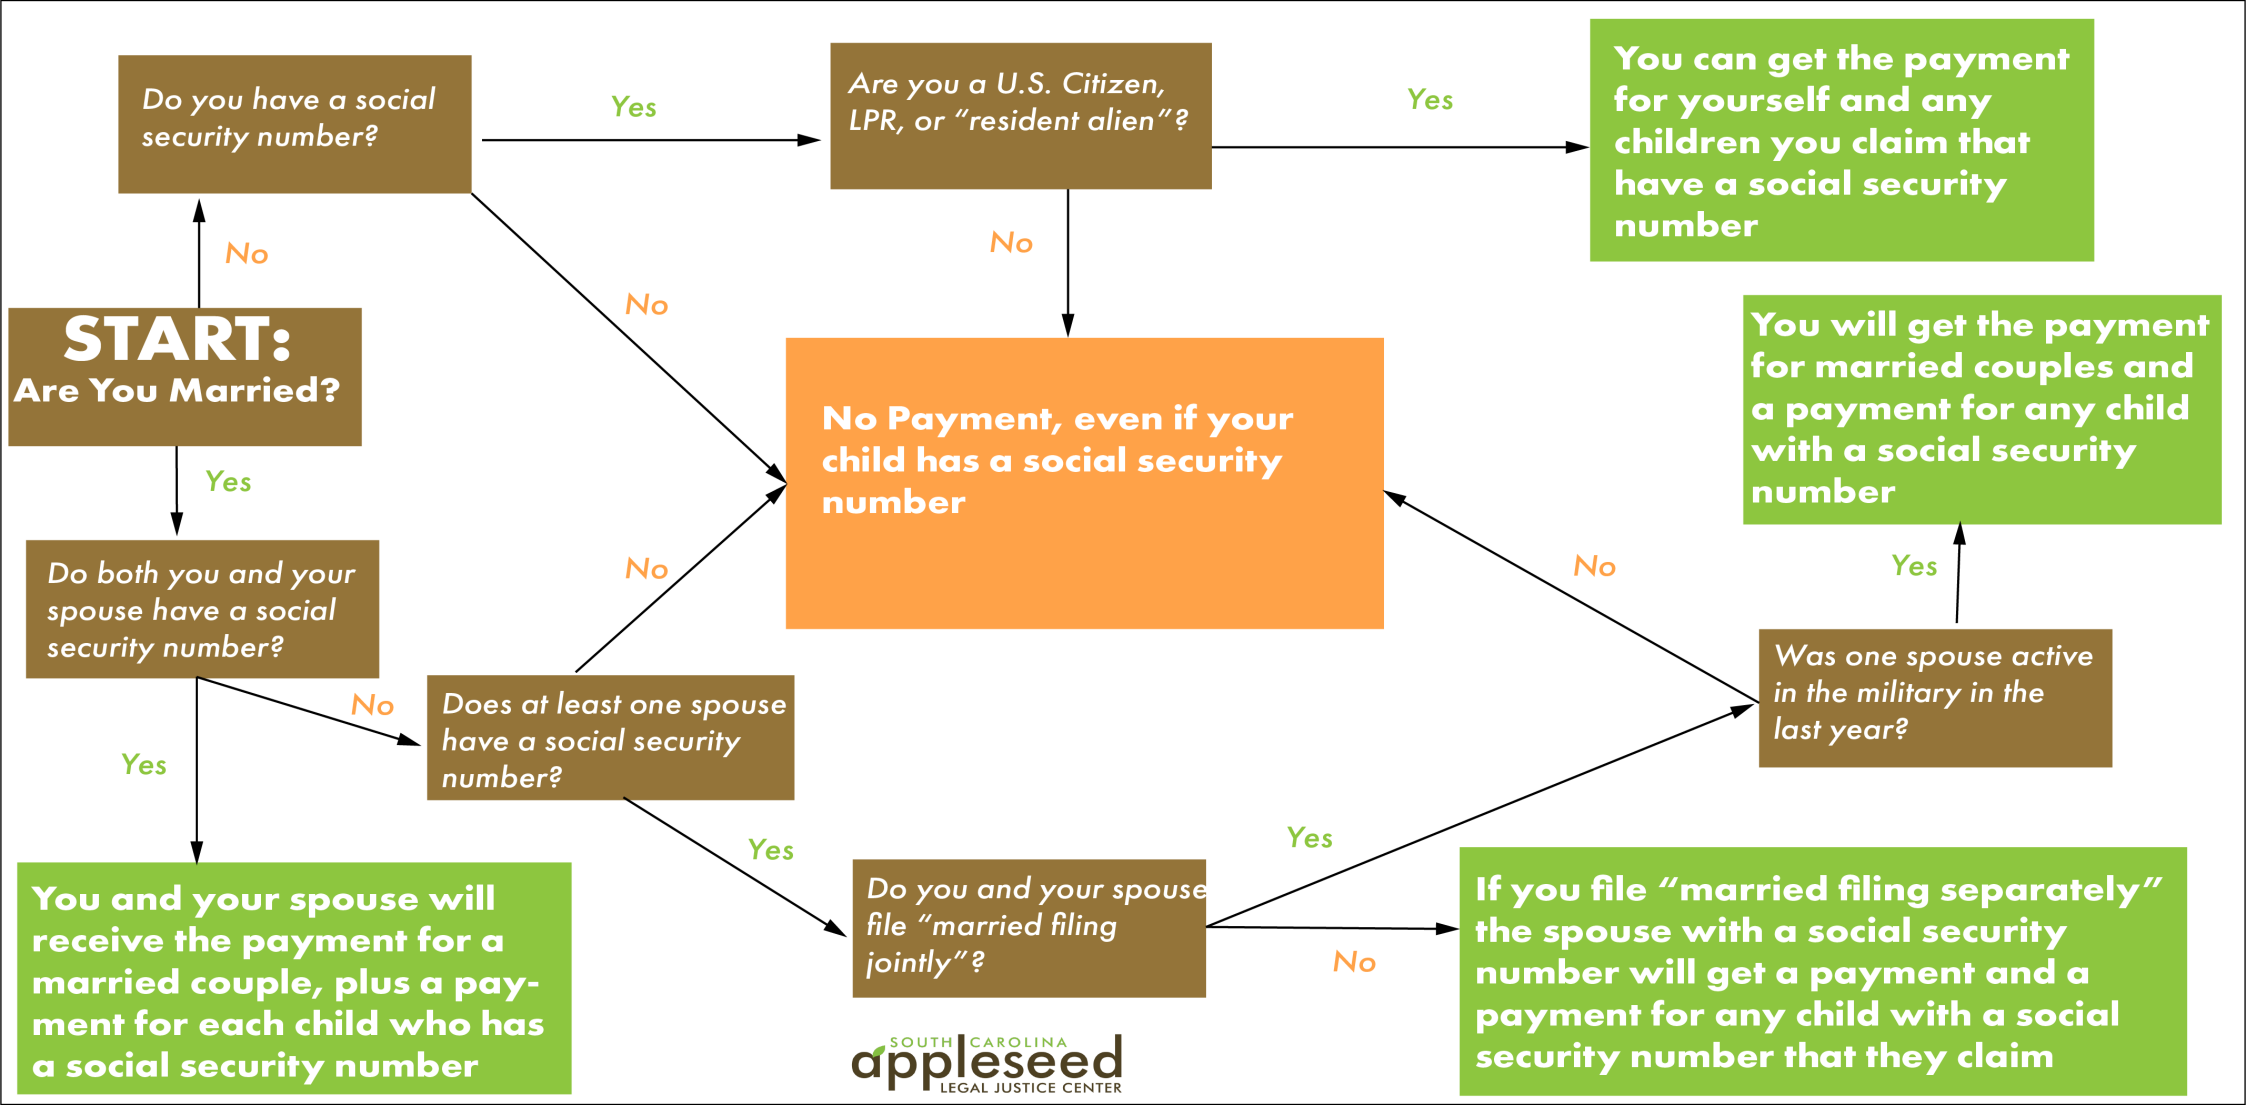 Do you have a social
security number?
Yes
Are you a U.S. Citizen,
LPR, or “resident alien”?
Yes
You can get the payment
for yourself and any
children you claim that
have a social security
number
No
No
No
START:
Are You Married?
You will get the payment
for married couples and
a payment for any child
with a social security
number
No Payment, even if your
child has a social security
number
Yes
Do both you and your
spouse have a social
security number?
No
No
Yes
Was one spouse active
in the military in the
last year?
No
Does at least one spouse
have a social security
number?
Yes
Yes
Yes
Do you and your spouse
file “married filing
jointly”?
No
You and your spouse will
receive the payment for a
married couple, plus a pay-
ment for each child who has
a social security number
If you file “married filing separately”
the spouse with a social security
number will get a payment and a
payment for any child with a social
security number that they claim
SOUTH CAROLINA
appleseed
LEGAL JUSTICE CENTER